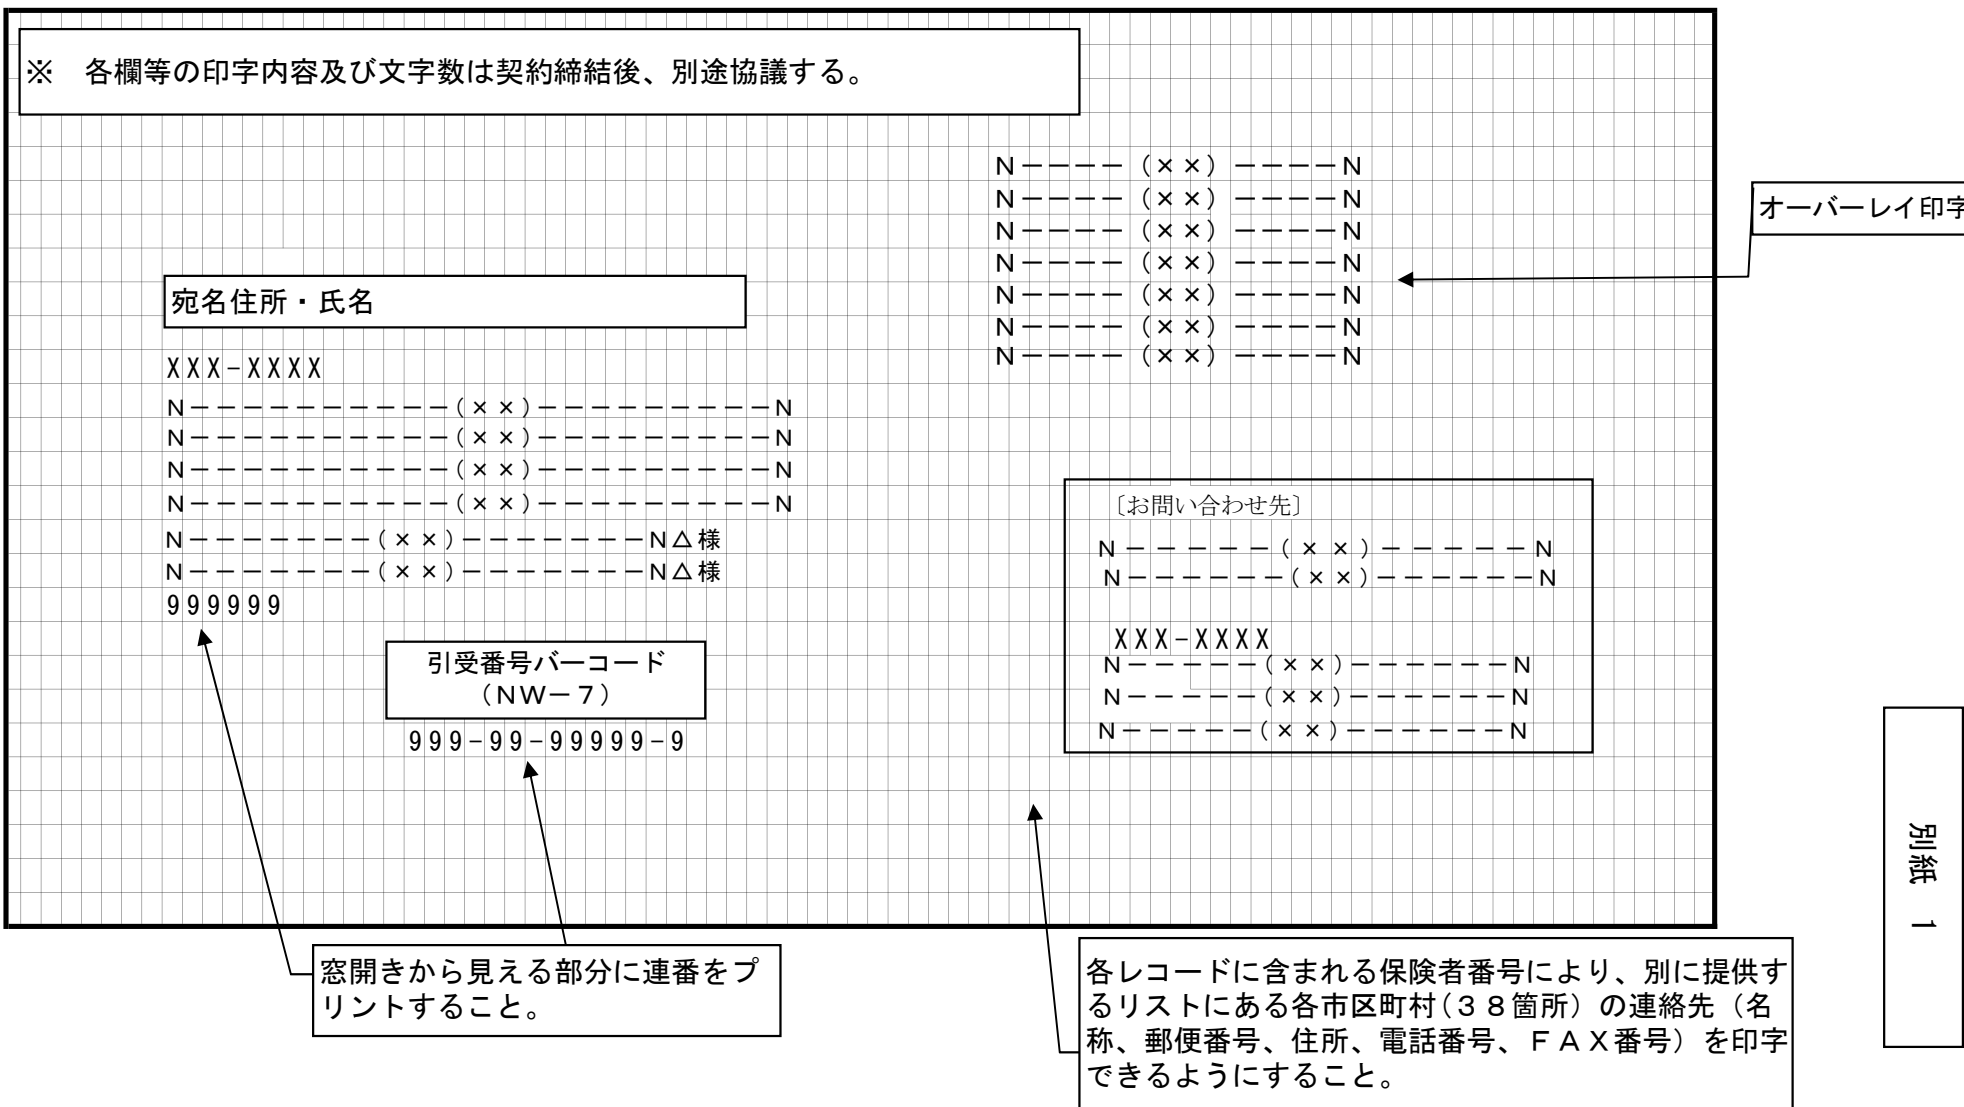 ※　各欄等の印字内容及び文字数は契約締結後、別途協議する。
N－－－－（××）－－－－N
N－－－－（××）－－－－N
N－－－－（××）－－－－N
N－－－－（××）－－－－N
N－－－－（××）－－－－N
N－－－－（××）－－－－N
N－－－－（××）－－－－N
オーバーレイ印字
宛名住所・氏名
XXX-XXXX
N－－－－－－－－－－(××)－－－－－－－－－N
N－－－－－－－－－－(××)－－－－－－－－－N
N－－－－－－－－－－(××)－－－－－－－－－N
N－－－－－－－－－－(××)－－－－－－－－－N
N－－－－－－－(××)－－－－－－－N△様
N－－－－－－－(××)－－－－－－－N△様
999999
引受番号バーコード
（NW－7）
999-99-99999-9
〔お問い合わせ先〕
N－－－－－(××)－－－－－N
N－－－－－－(××)－－－－－－N
XXX-XXXX
N－－－－－(××)－－－－－－N
N－－－－－(××)－－－－－－N
N－－－－－(××)－－－－－－N
窓開きから見える部分に連番をプ
リントすること。
各レコードに含まれる保険者番号により、別に提供す
るリストにある各市区町村（３８箇所）の連絡先（名
称、郵便番号、住所、電話番号、ＦＡＸ番号）を印字
できるようにすること。
別紙　1